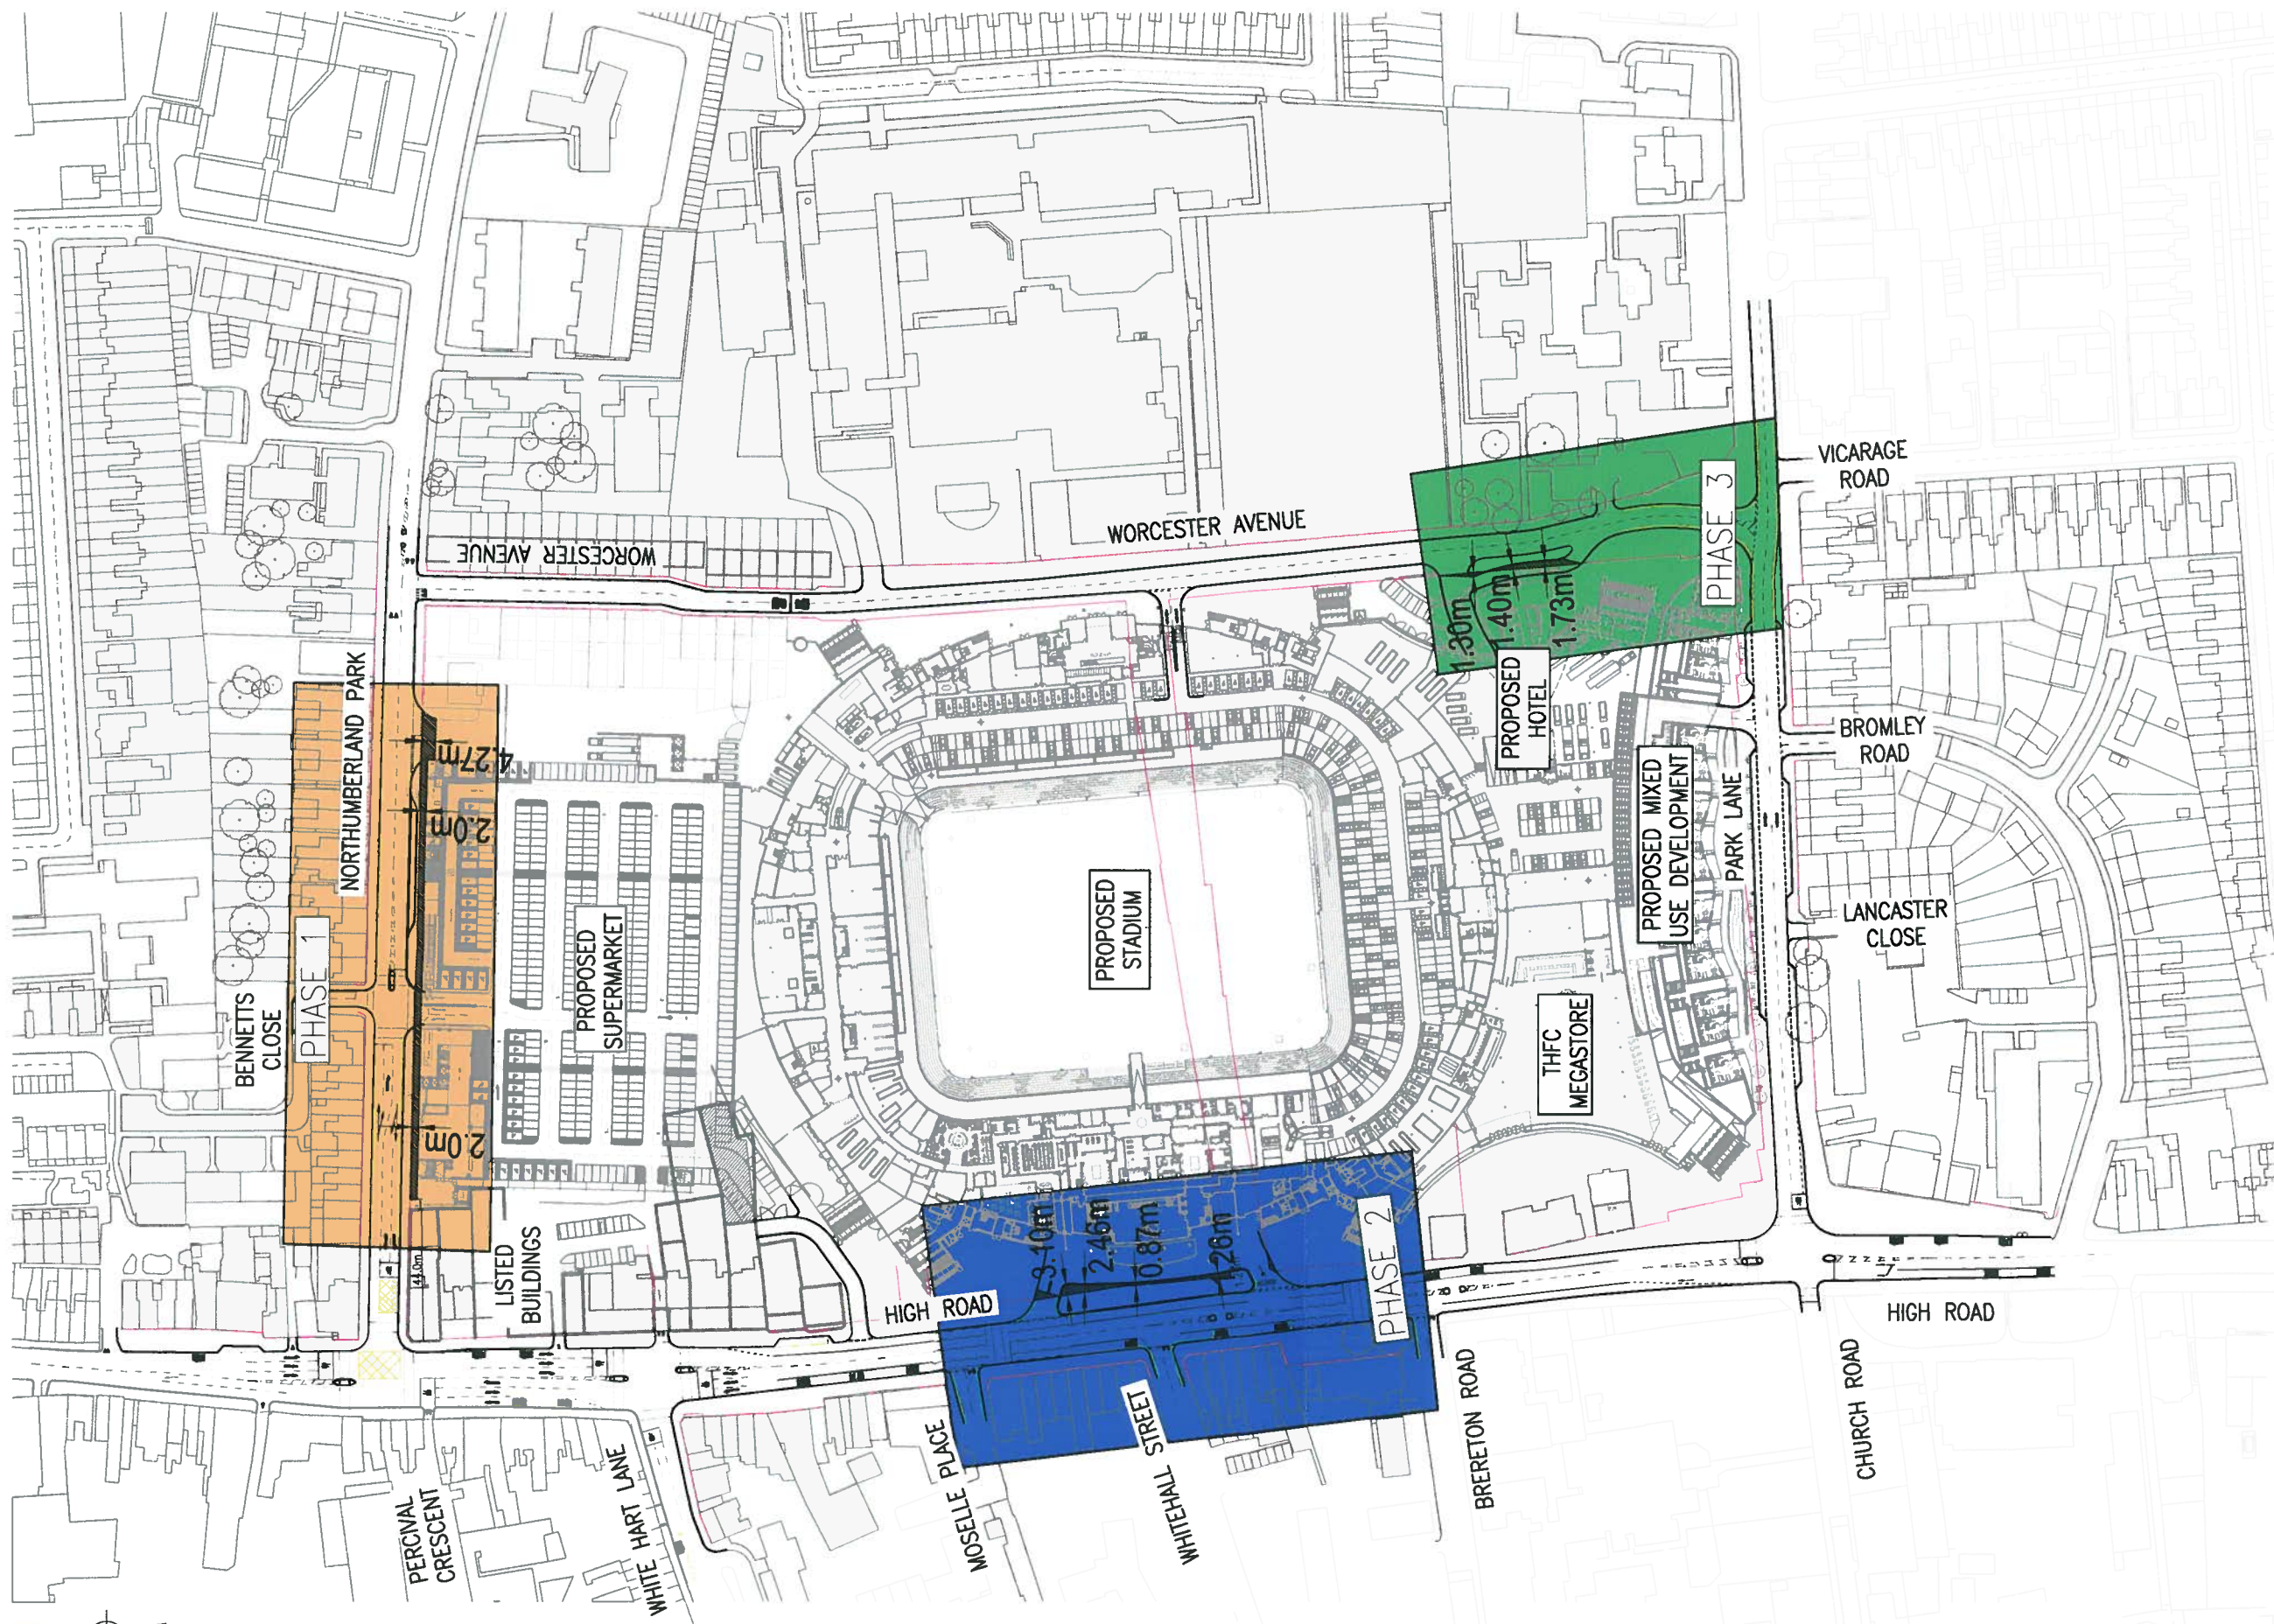 WORCESTER AVENUE
WORCESTER AVENUE
VICARAGE
ROAD
PHASE 3
1.30m
1.40m
1.73m
NORTHUMBERLAND PARK
4.27m
2.0m
2.0m
PHASE 1
BENNETTS
CLOSE
PROPOSED
SUPERMARKET
PROPOSED
STADIUM
PROPOSED
HOTEL
PROPOSED MIXED
USE DEVELOPMENT
PARK LANE
BROMLEY
ROAD
LANCASTER
CLOSE
THFC
MEGASTORE
LISTED
BUILDINGS
44.0m
HIGH ROAD
3.10m
2.46m
0.87m
1.26m
PHASE 2
HIGH ROAD
PERCIVAL
CRESCENT
WHITE HART LANE
MOSELLE PLACE
WHITEHALL STREET
BRERETON ROAD
CHURCH ROAD